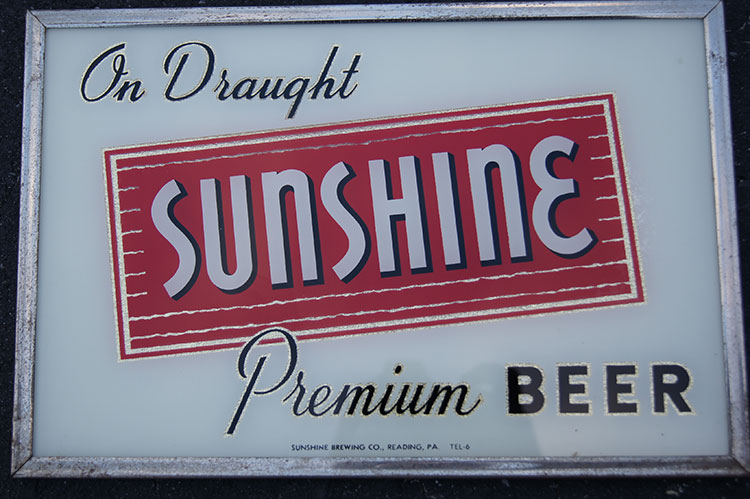 On Draught
SUNSHINE
Premium BEER
SUNSHINE BREWING CO., READING, PA. TEL-6